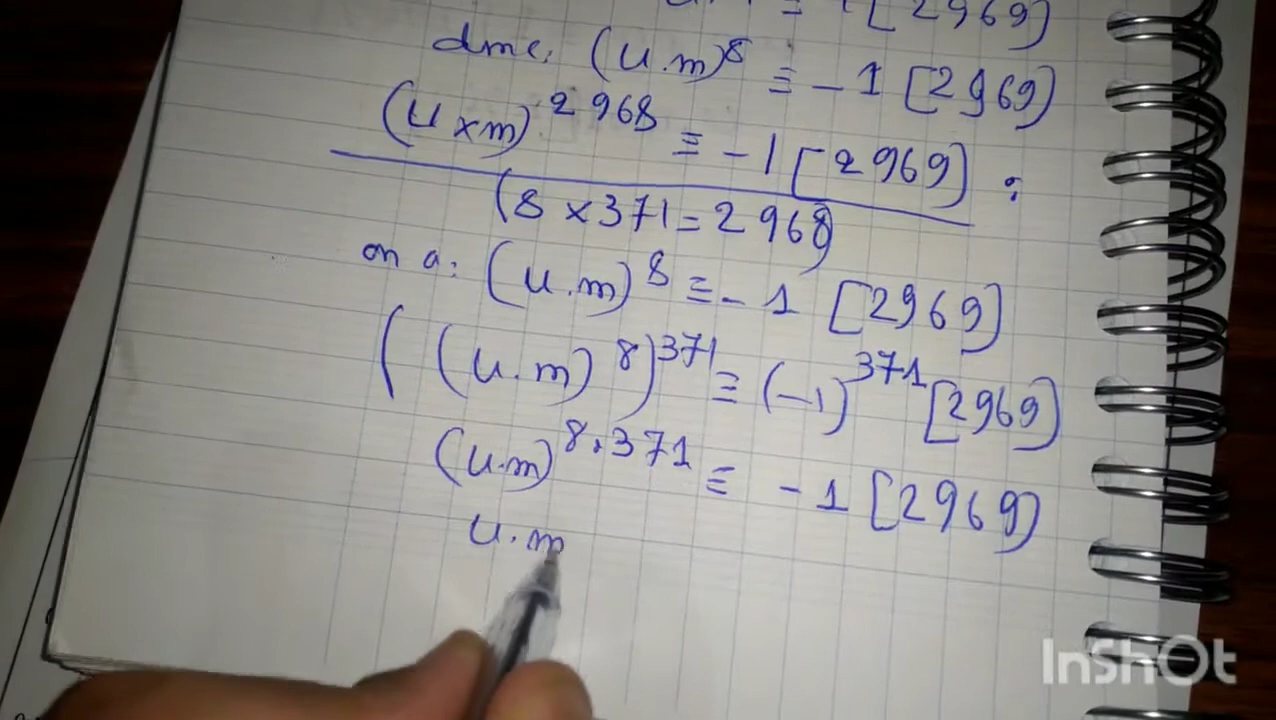 ≡ [2969]
dmc, (u.m)^8 ≡ -1 [2969]
(u×m)^2968 ≡ -1 [2969] :
(8×371=2968)
on a: (u.m)^8 ≡ -1 [2969]
((u.m)^8)^371 ≡ (-1)^371 [2969]
(u.m)^8.371 ≡ -1 [2969)
u.m
InShOt